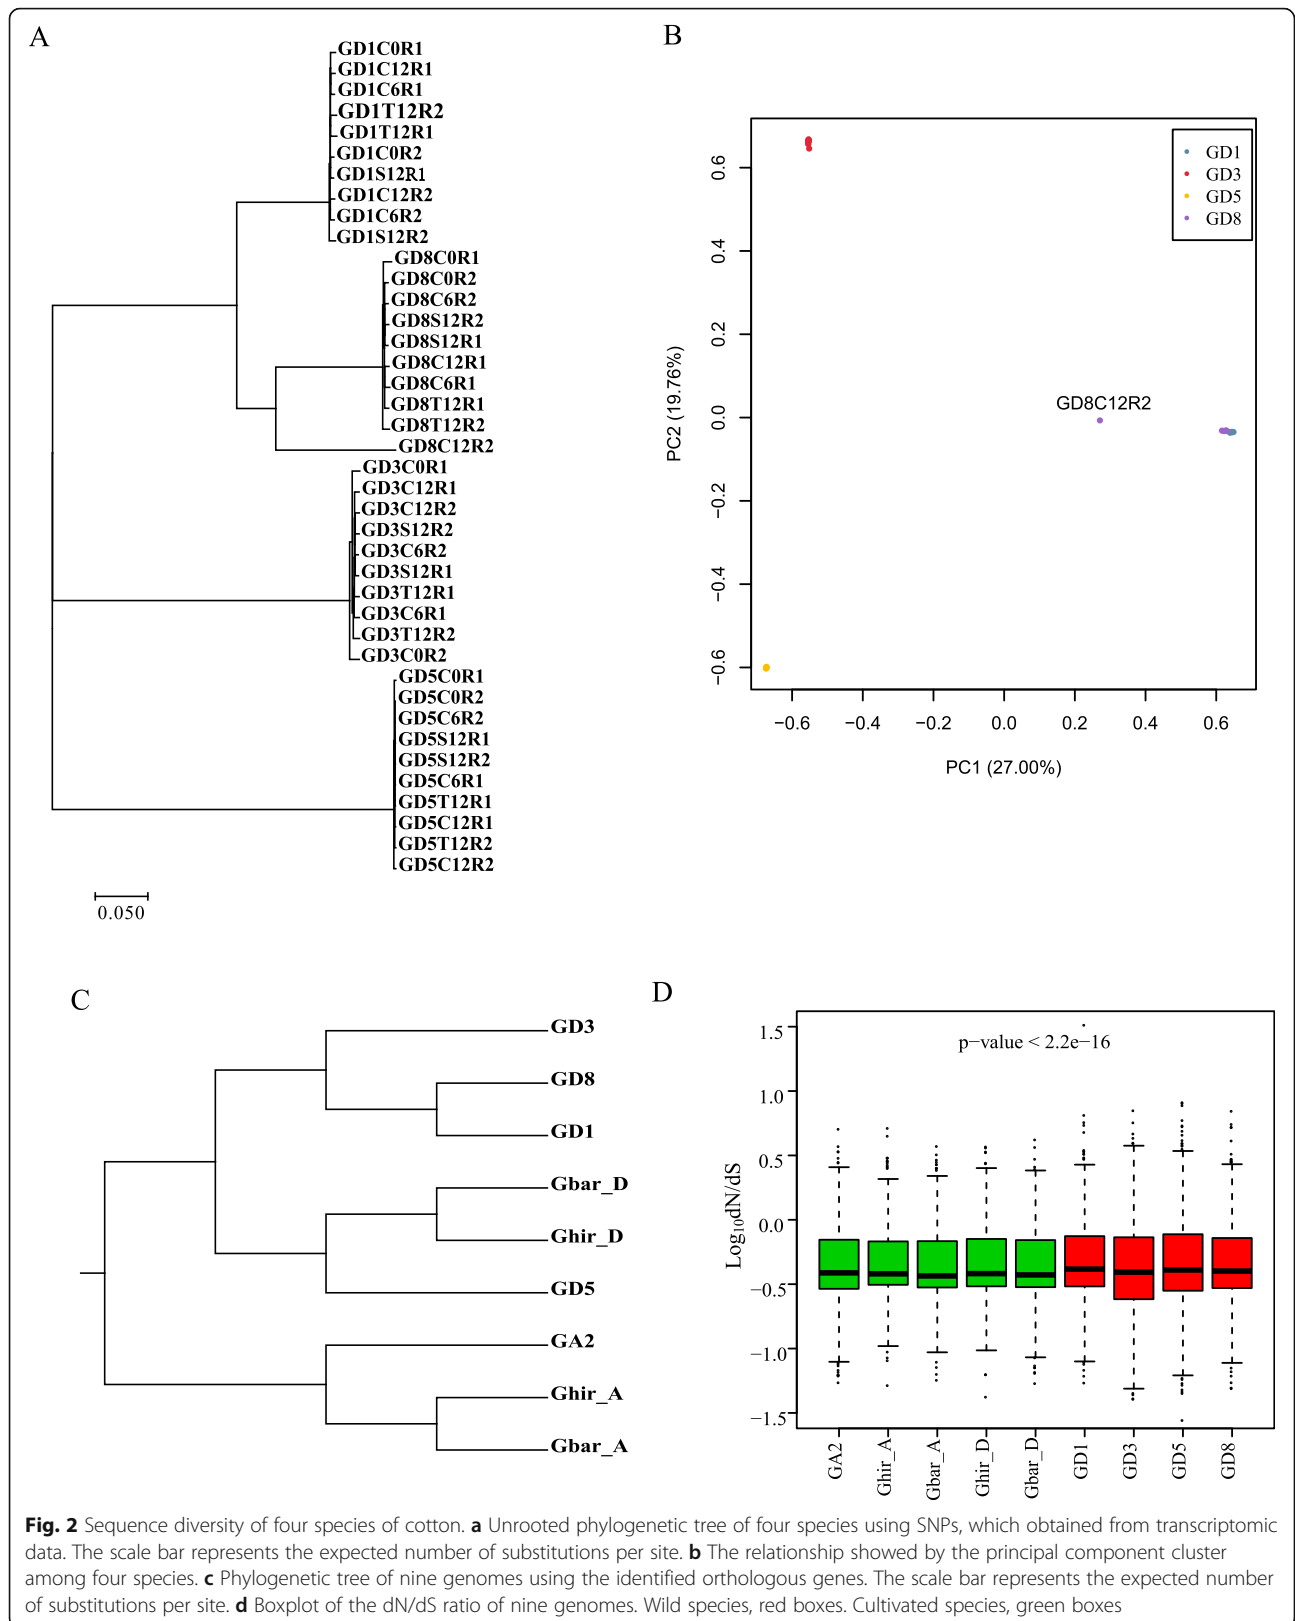 A
GD1C0R1
GD1C12R1
GD1C6R1
GD1T12R2
GD1T12R1
GD1C0R2
GD1S12R1
GD1C12R2
GD1C6R2
GD1S12R2
GD8C0R1
GD8C0R2
GD8C6R2
GD8S12R2
GD8S12R1
GD8C12R1
GD8C6R1
GD8T12R1
GD8T12R2
GD8C12R2
GD3C0R1
GD3C12R1
GD3C12R2
GD3S12R2
GD3C6R2
GD3S12R1
GD3T12R1
GD3C6R1
GD3T12R2
GD3C0R2
GD5C0R1
GD5C0R2
GD5C6R2
GD5S12R1
GD5S12R2
GD5C6R1
GD5T12R1
GD5C12R1
GD5T12R2
GD5C12R2
0.050
B
GD1
GD3
GD5
GD8
GD8C12R2
PC2 (19.76%)
0.6
0.4
0.2
0.0
−0.2
−0.4
−0.6
−0.6 −0.4 −0.2 0.0 0.2 0.4 0.6
PC1 (27.00%)
C
GD3
GD8
GD1
Gbar_D
Ghir_D
GD5
GA2
Ghir_A
Gbar_A
D
p−value < 2.2e−16
Log10dN/dS
1.5
1.0
0.5
0.0
−0.5
−1.0
−1.5
GA2 Ghir_A Gbar_A Ghir_D Gbar_D GD1 GD3 GD5 GD8
Fig. 2 Sequence diversity of four species of cotton. a Unrooted phylogenetic tree of four species using SNPs, which obtained from transcriptomic
data. The scale bar represents the expected number of substitutions per site. b The relationship showed by the principal component cluster
among four species. c Phylogenetic tree of nine genomes using the identified orthologous genes. The scale bar represents the expected number
of substitutions per site. d Boxplot of the dN/dS ratio of nine genomes. Wild species, red boxes. Cultivated species, green boxes